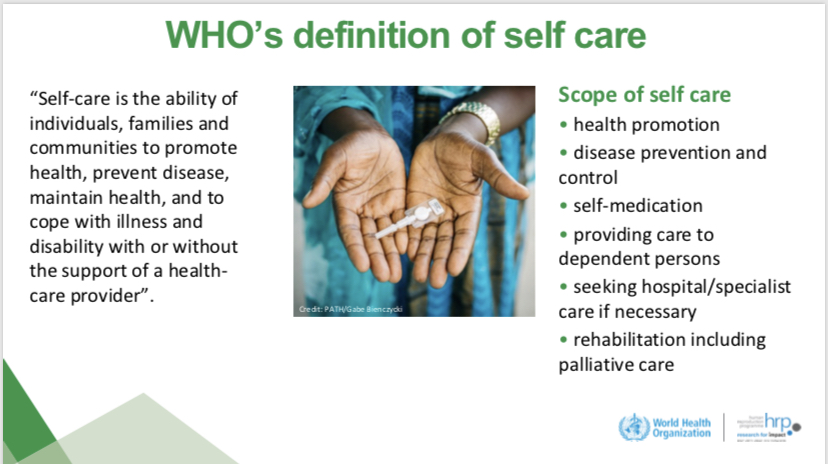 WHO's definition of self care
“Self-care is the ability of
individuals, families and
communities to promote
health, prevent disease,
maintain health, and to
cope with illness and
disability with or without
the support of a health-
care provider”.
Credit: PATH/Gabe Bienczycki
Scope of self care
• health promotion
• disease prevention and
control
• self-medication
• providing care to
dependent persons
• seeking hospital/specialist
care if necessary
• rehabilitation including
palliative care
World Health
Organization
human
reproduction
programme
hrp.
research for impact